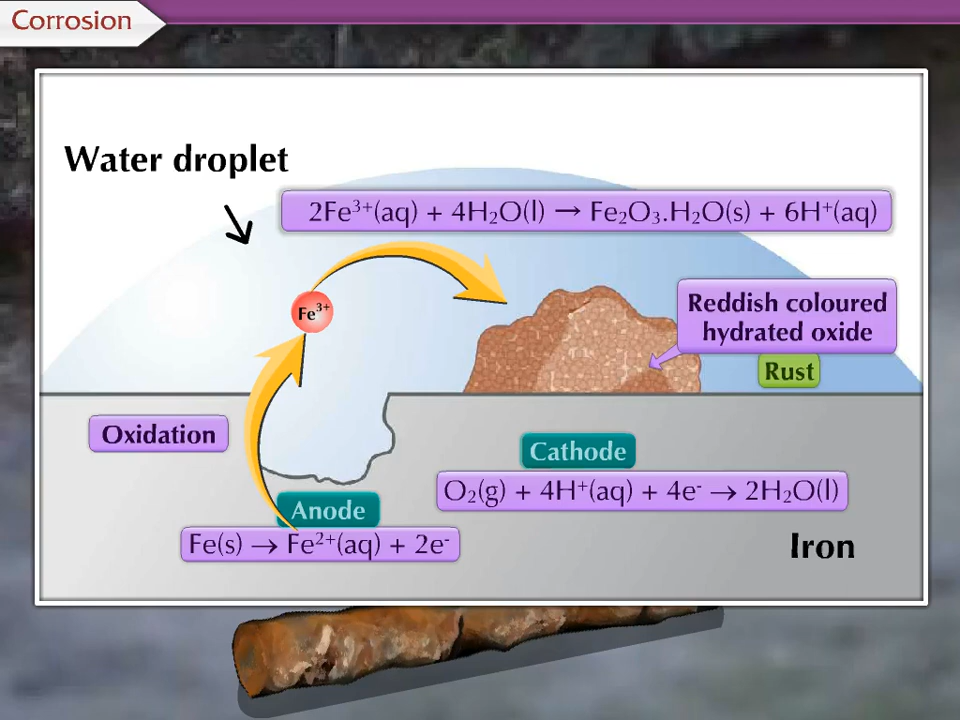 Corrosion
Water droplet
2Fe³⁺(aq) + 4H₂O(l) → Fe₂O₃.H₂O(s) + 6H⁺(aq)
Fe³⁺
Reddish coloured
hydrated oxide
Rust
Oxidation
Cathode
O₂(g) + 4H⁺(aq) + 4e⁻ → 2H₂O(l)
Anode
Fe(s) → Fe²⁺(aq) + 2e⁻
Iron